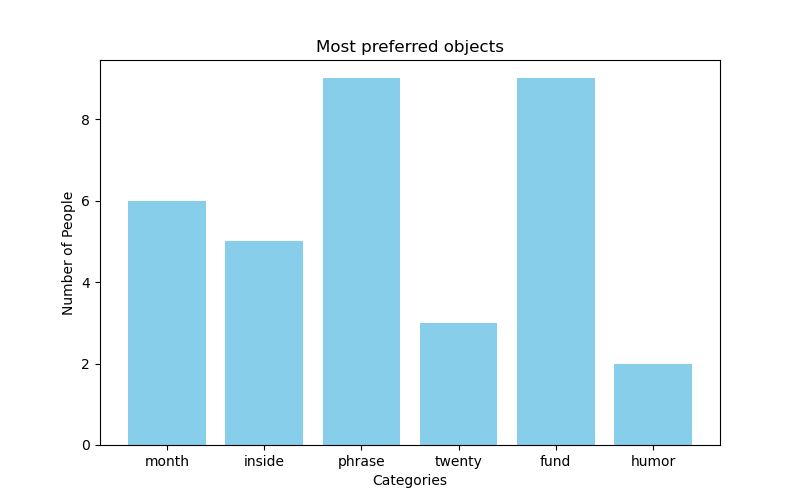 Most preferred objects
8
6
4
2
0
Number of People
month inside phrase twenty fund humor
Categories